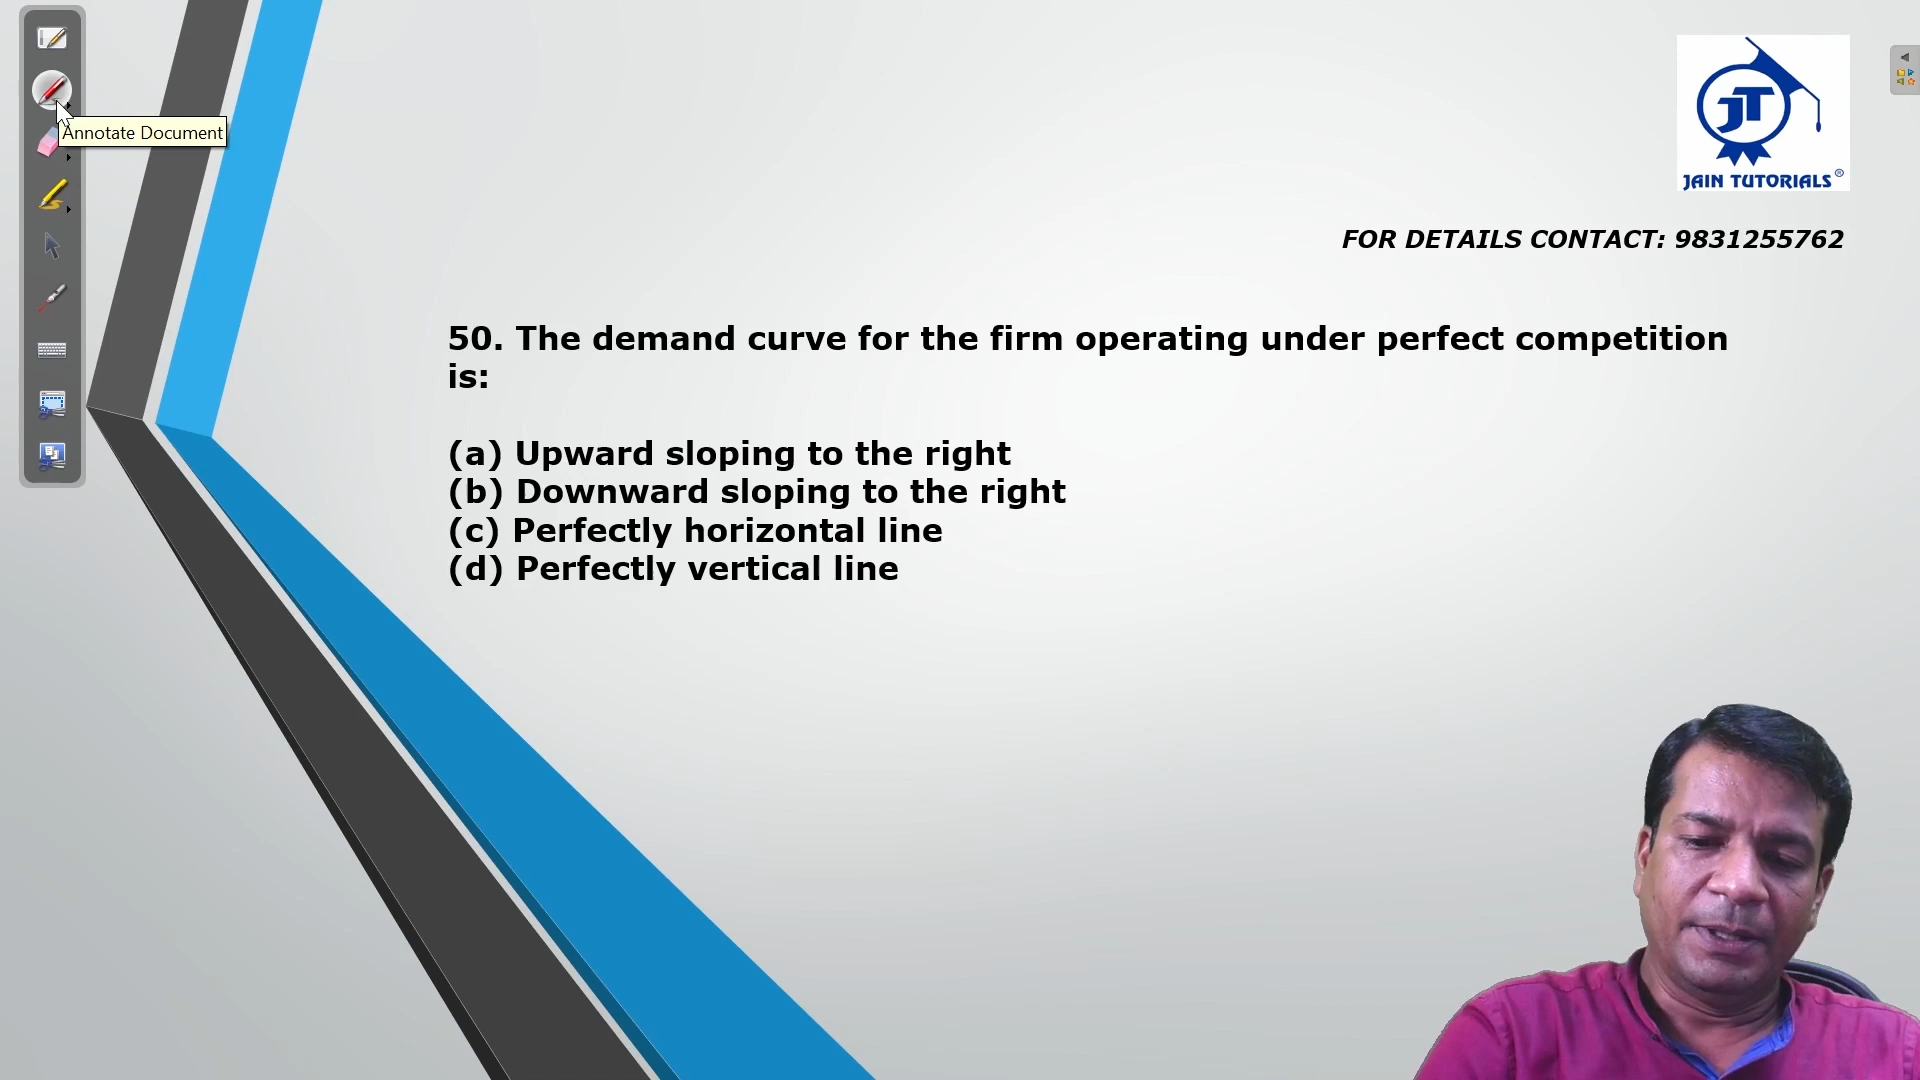 Annotate Document
JT
JAIN TUTORIALS®
FOR DETAILS CONTACT: 9831255762
50. The demand curve for the firm operating under perfect competition
is:
(a) Upward sloping to the right
(b) Downward sloping to the right
(c) Perfectly horizontal line
(d) Perfectly vertical line